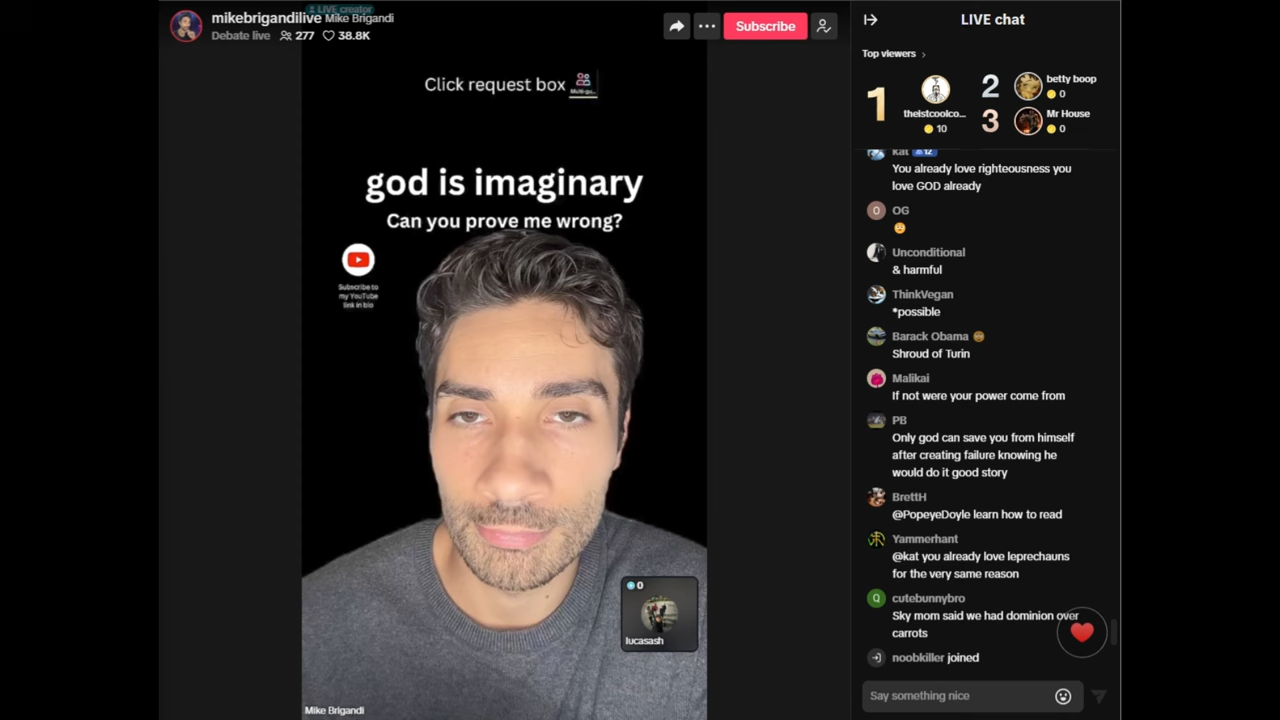 LIVE creator
mikebrigandilive Mike Brigandi
Debate live 277 38.8K
Subscribe
Click request box
god is imaginary
Can you prove me wrong?
Subscribe to
my YouTube
link in bio
0
lucasash
Mike Brigandi
LIVE chat
Top viewers
1
theistcoolco...
10
2
betty boop
0
3
Mr House
0
kat 12
You already love righteousness you
love GOD already
O OG
Unconditional
& harmful
ThinkVegan
*possible
Barack Obama
Shroud of Turin
Malikai
If not were your power come from
PB
Only god can save you from himself
after creating failure knowing he
would do it good story
BrettH
@PopeyeDoyle learn how to read
Yammerhant
@kat you already love leprechauns
for the very same reason
Q cutebunnybro
Sky mom said we had dominion over
carrots
noobkiller joined
Say something nice